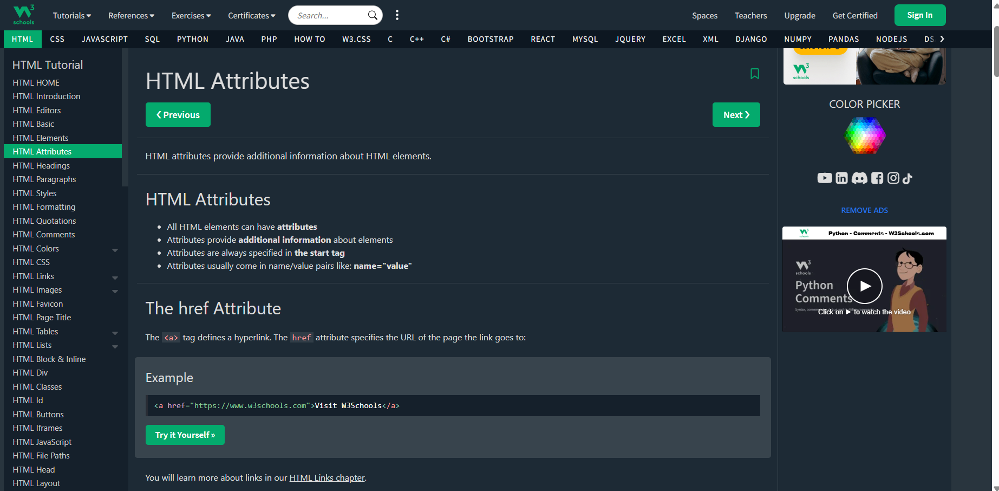 W3 schools
Tutorials References Exercises Certificates Search... Spaces Teachers Upgrade Get Certified Sign In
HTML CSS JAVASCRIPT SQL PYTHON JAVA PHP HOW TO W3.CSS C C++ C# BOOTSTRAP REACT MYSQL JQUERY EXCEL XML DJANGO NUMPY PANDAS NODEJS
HTML Tutorial
HTML HOME
HTML Introduction
HTML Editors
HTML Basic
HTML Elements
HTML Attributes
HTML Headings
HTML Paragraphs
HTML Styles
HTML Formatting
HTML Quotations
HTML Comments
HTML Colors
HTML CSS
HTML Links
HTML Images
HTML Favicon
HTML Page Title
HTML Tables
HTML Lists
HTML Block & Inline
HTML Div
HTML Classes
HTML Id
HTML Buttons
HTML Iframes
HTML JavaScript
HTML File Paths
HTML Head
HTML Layout
HTML Attributes
❮ Previous
Next ❯
HTML attributes provide additional information about HTML elements.
HTML Attributes
• All HTML elements can have attributes
• Attributes provide additional information about elements
• Attributes are always specified in the start tag
• Attributes usually come in name/value pairs like: name="value"
The href Attribute
The <a> tag defines a hyperlink. The href attribute specifies the URL of the page the link goes to:
Example
<a href="https://www.w3schools.com">Visit W3Schools</a>
Try it Yourself »
You will learn more about links in our HTML Links chapter.
W3 schools
COLOR PICKER
REMOVE ADS
Python - Comments - W3Schools.com
W3 schools
Python
Comments
Click on ▶ to watch the video